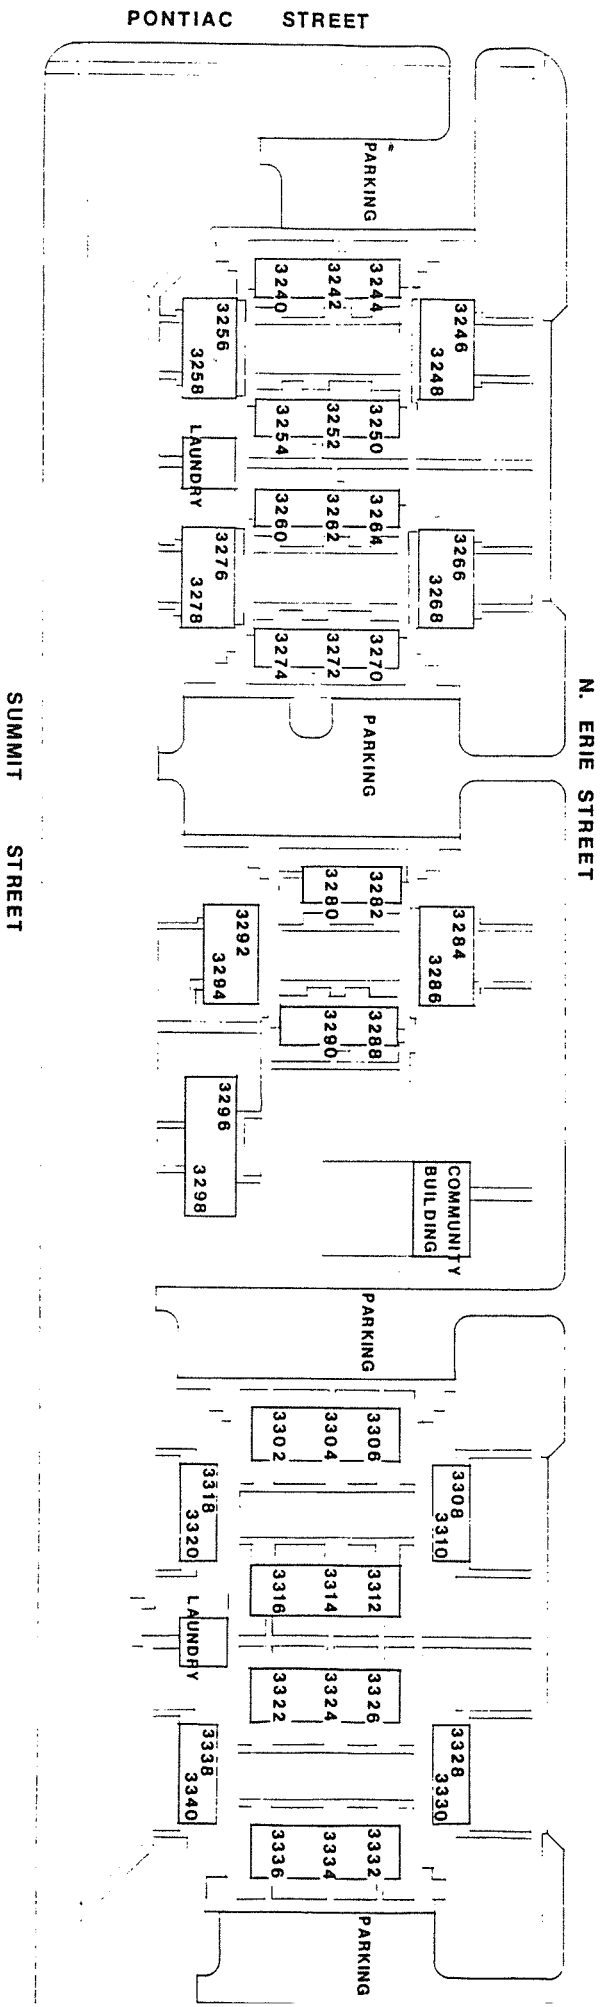 PONTIAC STREET
PARKING
3240 3242 3244
3246 3248
3256 3258
3254 3252 3250
LAUNDRY
3260 3262 3264
3266 3268
3276 3278
3274 3272 3270
N. ERIE STREET
SUMMIT STREET
PARKING
3280 3282
3284 3286
3292 3294
3290 3288
3296 3298
COMMUNITY
BUILDING
PARKING
3302 3304 3306
3308 3310
3318 3320
3316 3314 3312
LAUNDRY
3322 3324 3326
3328 3330
3338 3340
3336 3334 3332
PARKING